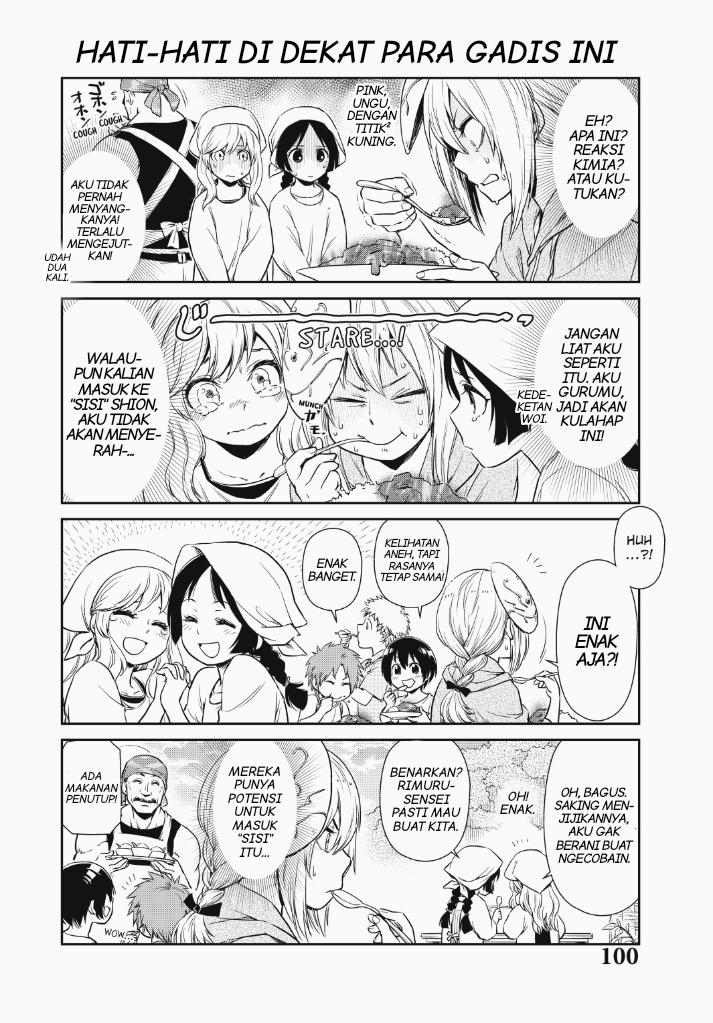 HATI-HATI DI DEKAT PARA GADIS INI
EH?
APA INI?
REAKSI
KIMIA?
ATAU KU-
TUKAN?
PINK,
UNGU,
DENGAN
TITIK²
KUNING.
ゴホン
オホン
COUGH COUGH
AKU TIDAK
PERNAH
MENYANG-
KANYA!
TERLALU
MENGEJUT-
KAN!
UDAH
DUA
KALI.
JANGAN
LIAT AKU
SEPERTI
ITU. AKU
GURUMU,
JADI AKAN
KULAHAP
INI!
KEDE-
KETAN
WOI.
じーっ
STARE...!
MUNCH
WALAU-
PUN KALIAN
MASUK KE
"SISI" SHION,
AKU TIDAK
AKAN MENYE-
RAH-...
HUH
...?!
INI
ENAK
AJA?!
KELIHATAN
ANEH, TAPI
RASANYA
TETAP SAMA!
ENAK
BANGET.
OH, BAGUS.
SAKING MEN-
JIJIKANNYA,
AKU GAK
BERANI BUAT
NGECOBAIN.
OH!
ENAK.
BENARKAN?
RIMURU-
SENSEI
PASTI MAU
BUAT KITA.
MEREKA
PUNYA
POTENSI
UNTUK
MASUK
"SISI"
ITU...
ADA
MAKANAN
PENUTUP!
WOW.
100